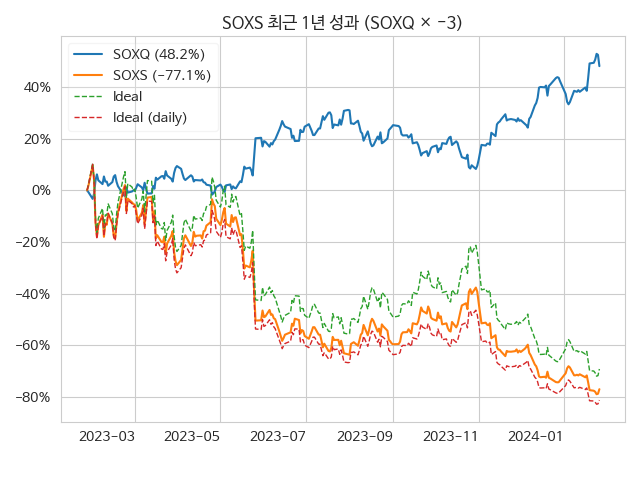 SOXS 최근 1년 성과 (SOXQ × −3)
SOXQ (48.2%)
SOXS (−77.1%)
Ideal
Ideal (daily)
40%
20%
0%
−20%
−40%
−60%
−80%
2023−03 2023−05 2023−07 2023−09 2023−11 2024−01